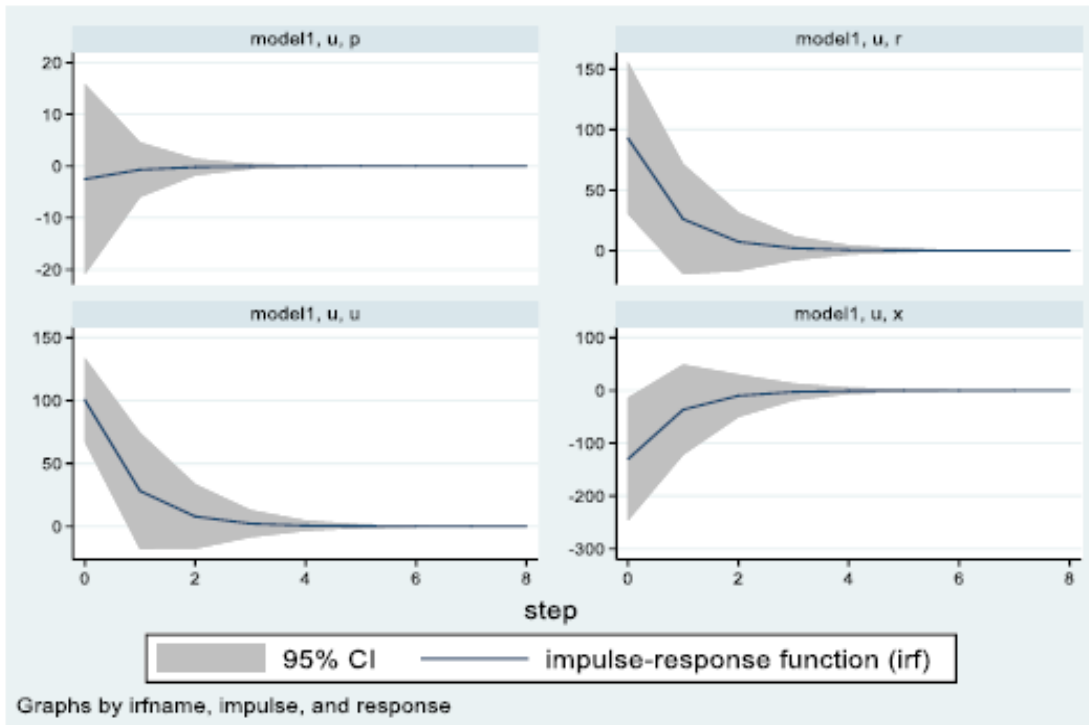 model1, u, p
20
10
0
-10
-20
model1, u, r
150
100
50
0
model1, u, u
150
100
50
0
0 2 4 6 8
model1, u, x
100
0
-100
-200
-300
0 2 4 6 8
step
95% CI impulse-response function (irf)
Graphs by irfname, impulse, and response